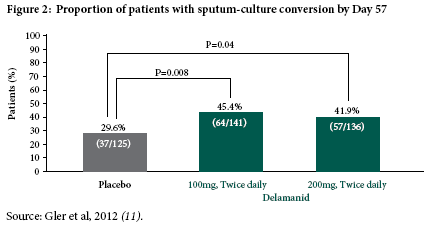 Figure 2: Proportion of patients with sputum-culture conversion by Day 57
Patients (%)
100
90
80
70
60
50
40
30
20
10
0
P=0.04
P=0.008
29.6%
(37/125)
45.4%
(64/141)
41.9%
(57/136)
Placebo
100mg, Twice daily
200mg, Twice daily
Delamanid
Source: Gler et al, 2012 (11).